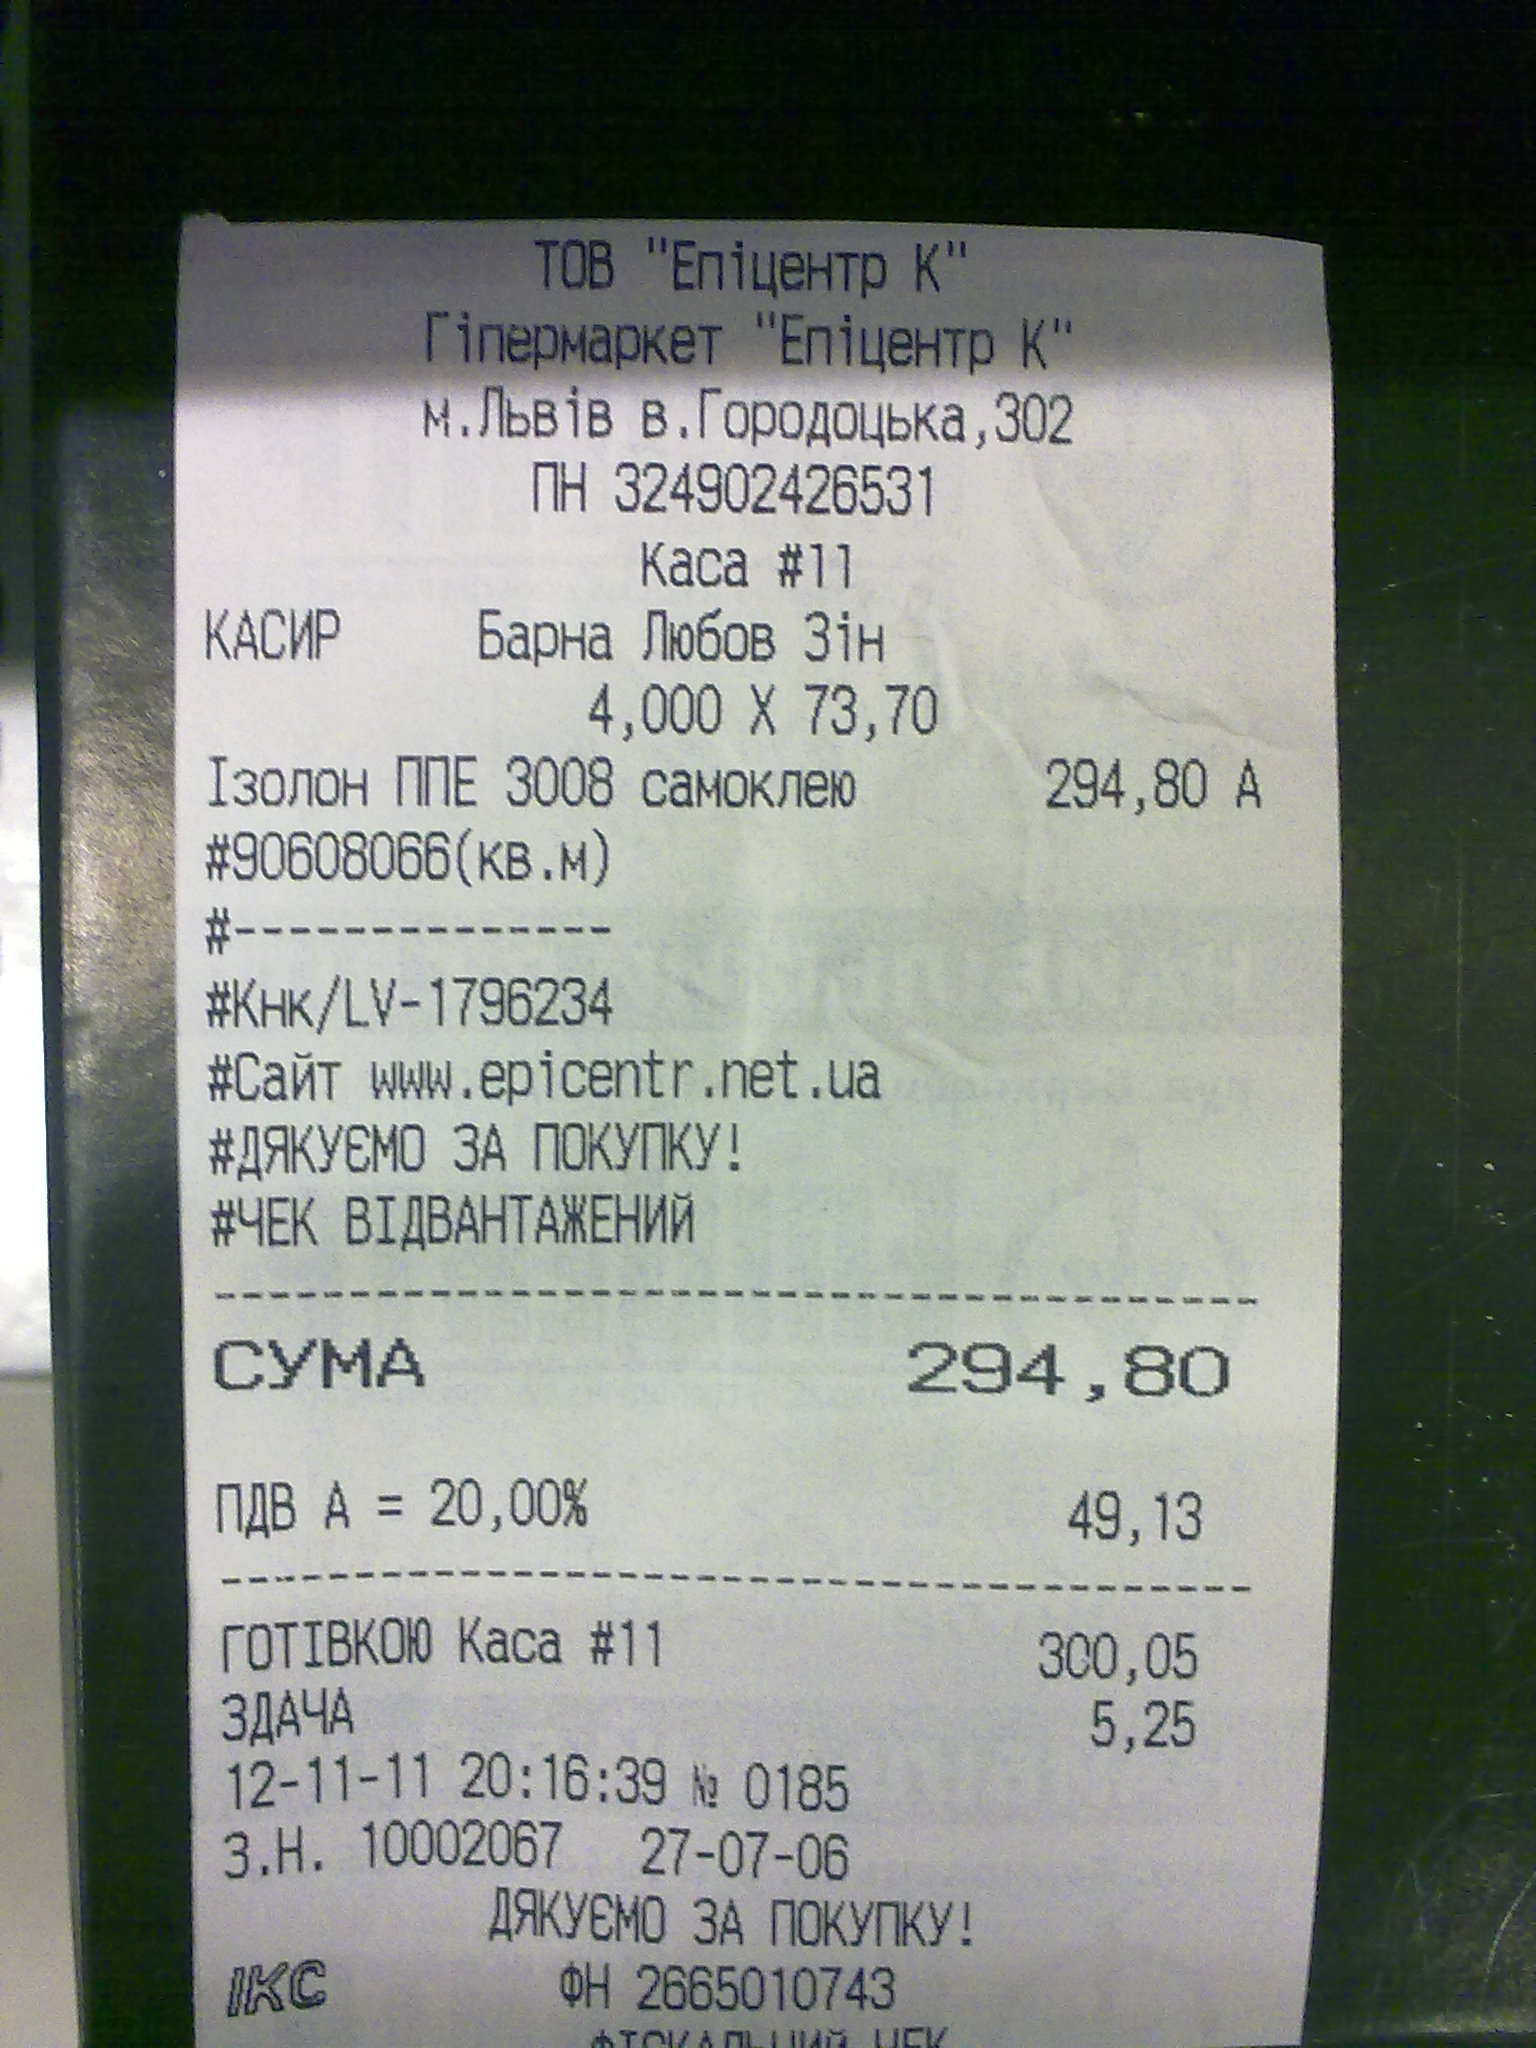 ТОВ "Епіцентр К"
Гіпермаркет "Епіцентр К"
м.Львів в.Городоцька,302
ПН 324902426531
Каса #11
КАСИР Барна Любов Зін
4,000 X 73,70
Ізолон ППЕ 3008 самоклею 294,80 А
#90608066(кв.м)
#--------------
#Кнк/LV-1796234
#Сайт www.epicentr.net.ua
#ДЯКУЄМО ЗА ПОКУПКУ!
#ЧЕК ВІДВАНТАЖЕНИЙ
---------------------------------------
СУМА 294,80
ПДВ А = 20,00% 49,13
---------------------------------------
ГОТІВКОЮ Каса #11 300,05
ЗДАЧА 5,25
12-11-11 20:16:39 № 0185
З.Н. 10002067 27-07-06
ДЯКУЄМО ЗА ПОКУПКУ!
ІКС ФН 2665010743
ФІСКАЛЬНИЙ ЧЕК